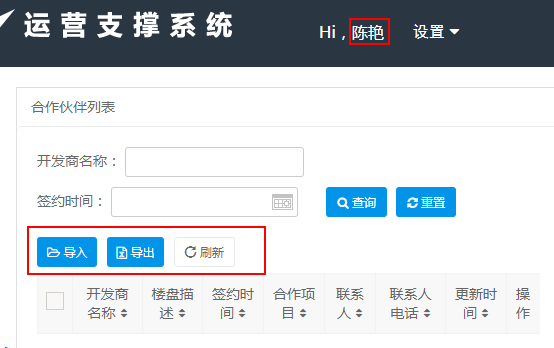 运营支撑系统
Hi , 陈艳 设置
合作伙伴列表
开发商名称：
签约时间： 查询 重置
导入 导出 刷新
开发商名称 楼盘描述 签约时间 合作项目 联系人 联系人电话 更新时间 操作